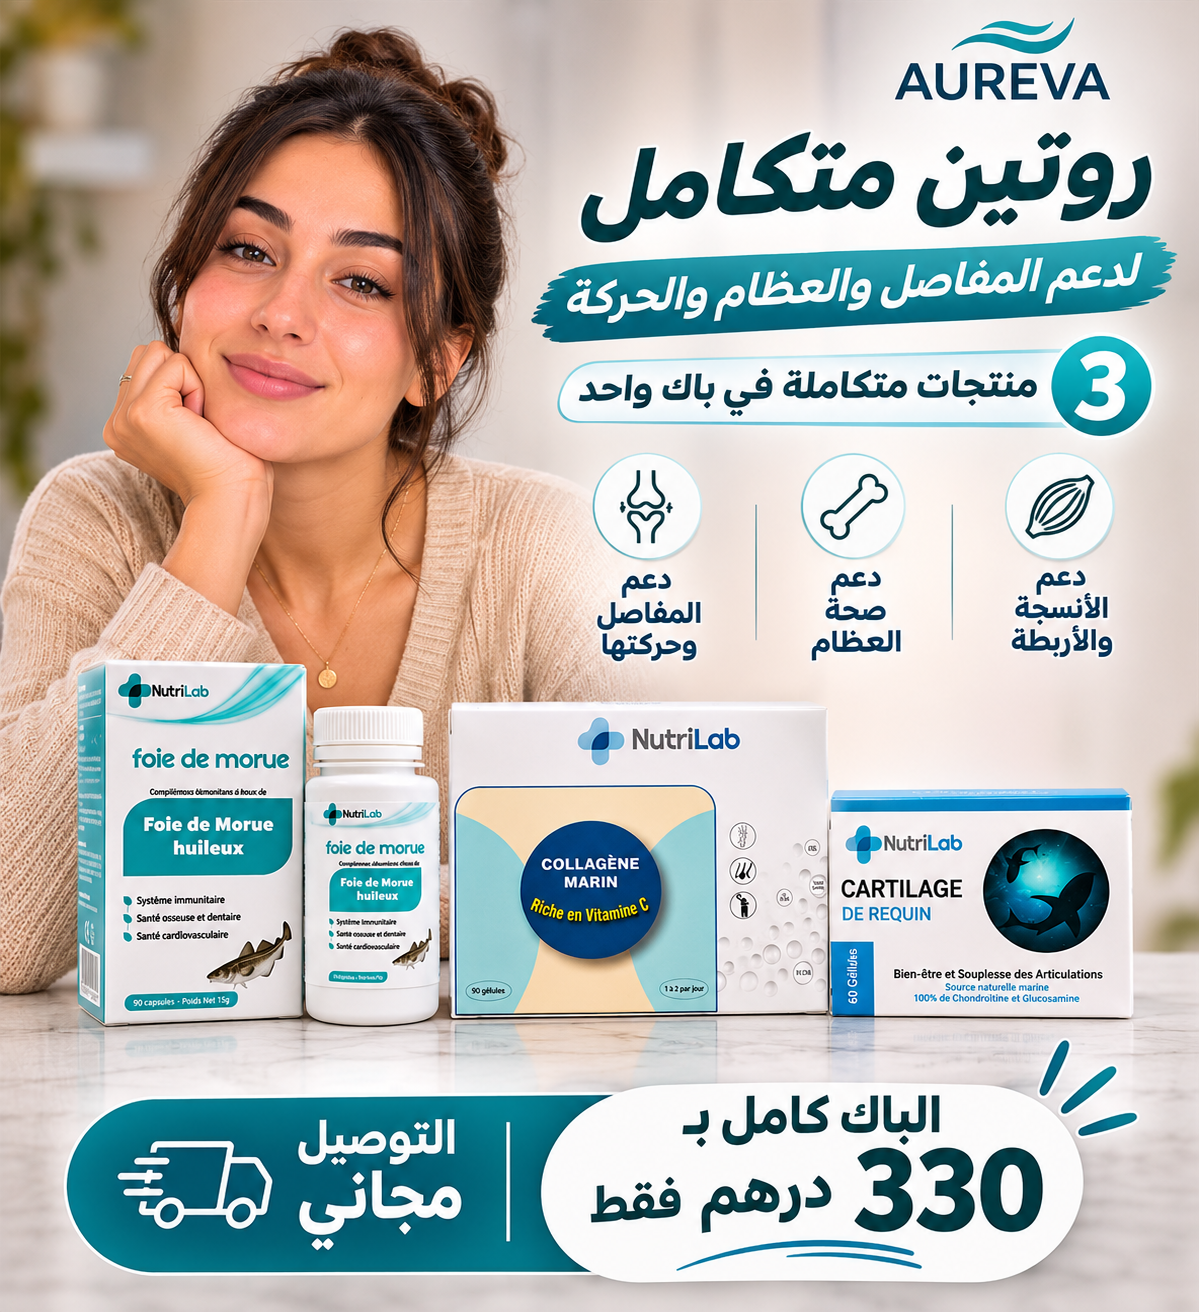 AUREVA
روتين متكامل
لدعم المفاصل والعظام والحركة
3 منتجات متكاملة في باك واحد
دعم المفاصل وحركتها
دعم صحة العظام
دعم الأنسجة والأربطة
NutriLab
foie de morue
Foie de Morue
huileux
Système immunitaire
Santé osseuse et dentaire
Santé cardiovasculaire
90 capsules - Poids Net 15g
NutriLab
foie de morue
Foie de Morue
huileux
Système Immunitaire
Santé osseuse et dentaire
Santé cardiovasculaire
NutriLab
COLLAGÈNE
MARIN
Riche en Vitamine C
90 gélules
1 à 2 par jour
NutriLab
CARTILAGE
DE REQUIN
60 Gélules
Bien-être et Souplesse des Articulations
Source naturelle marine
100% de Chondroïtine et Glucosamine
التوصيل
مجاني
الباك كامل بـ
330 درهم فقط